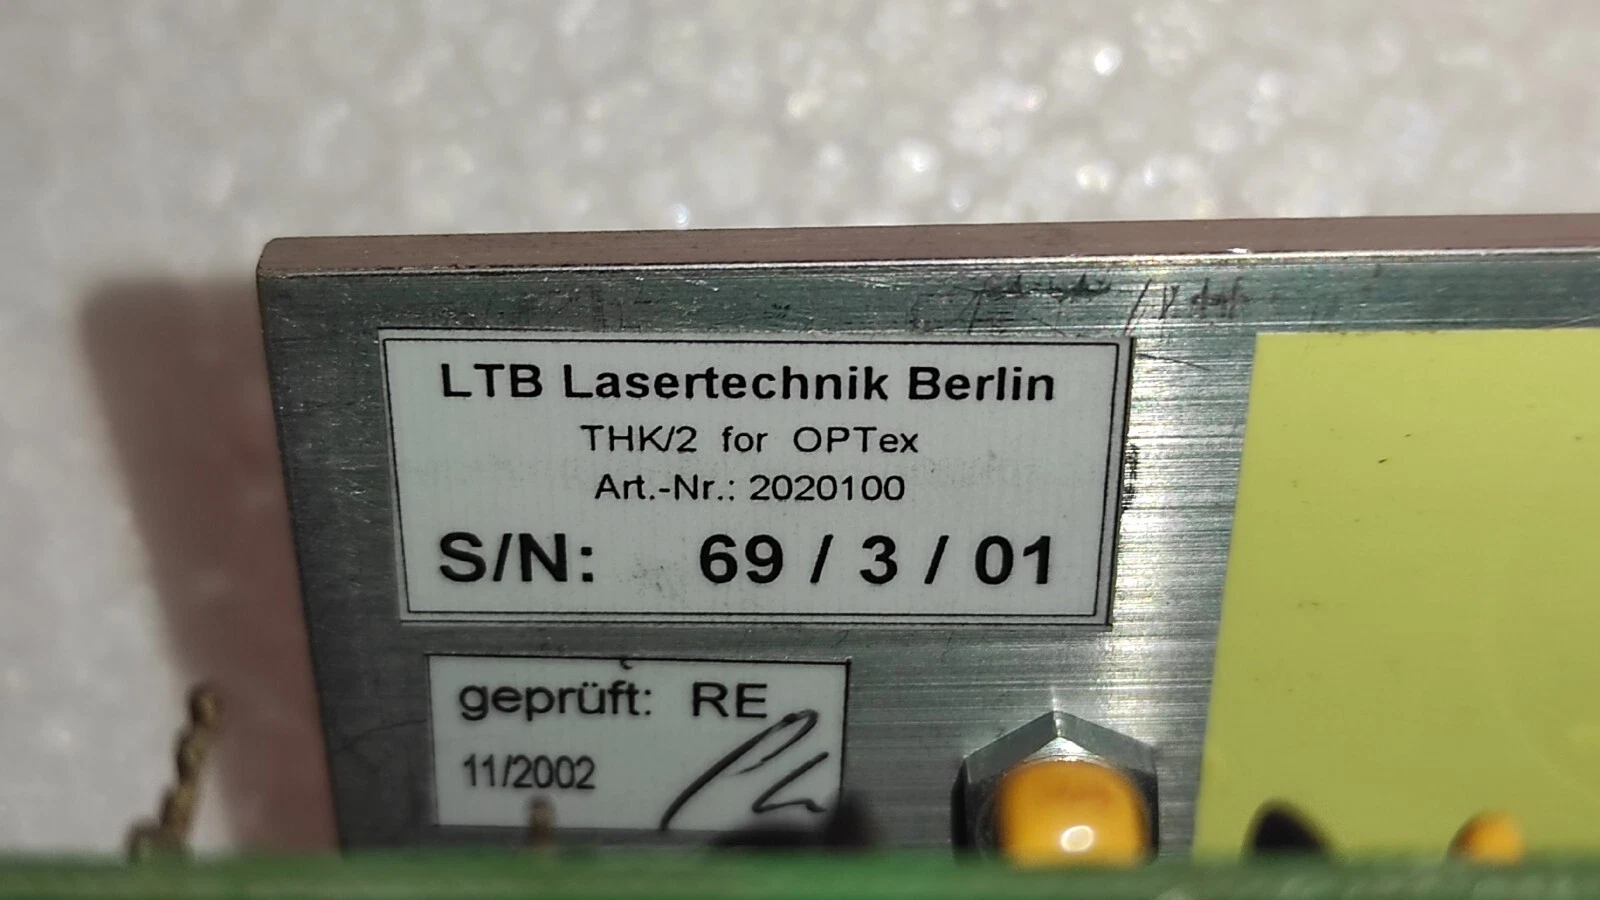 LTB Lasertechnik Berlin
THK/2 for OPTex
Art.-Nr.: 2020100
S/N: 69 / 3 / 01
geprüft: RE
11/2002